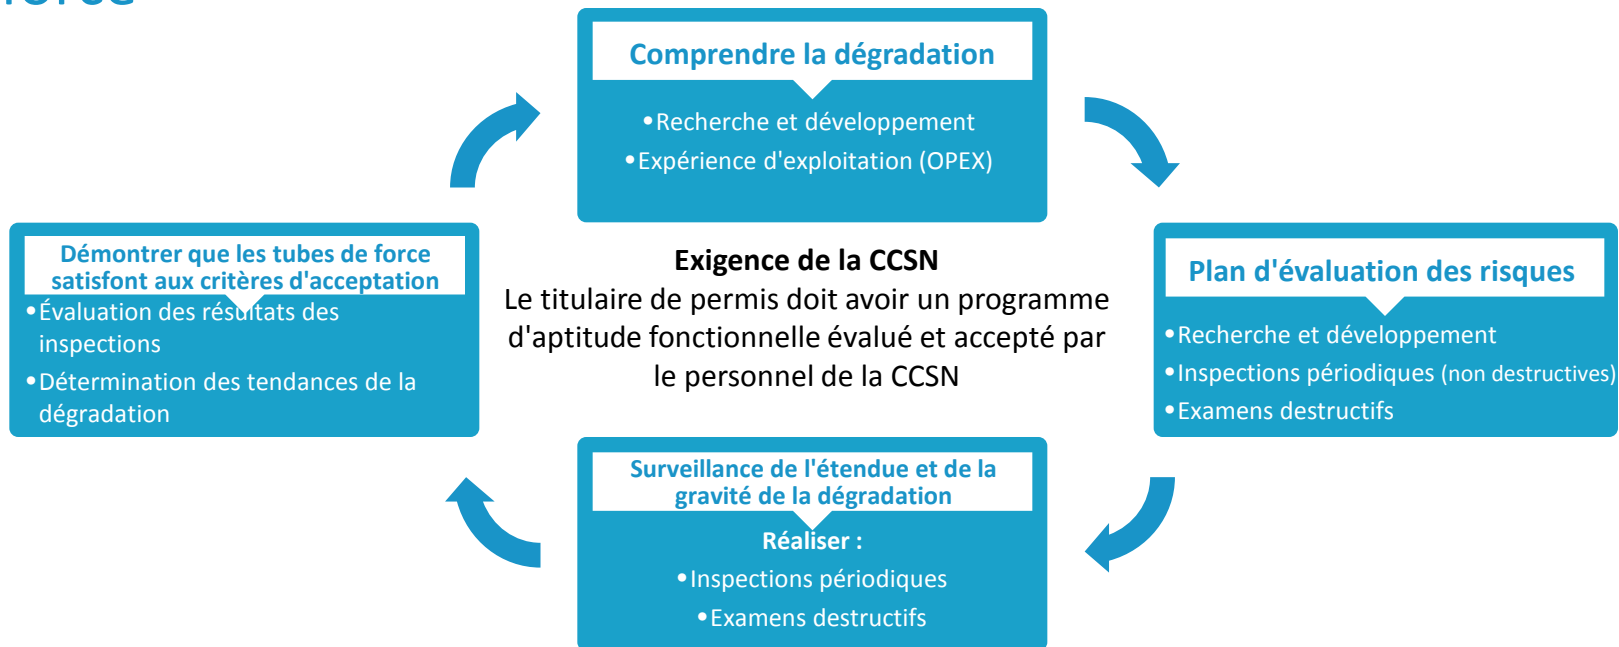 force
Comprendre la dégradation
•Recherche et développement
•Expérience d'exploitation (OPEX)
Démontrer que les tubes de force
satisfont aux critères d'acceptation
•Évaluation des résultats des
inspections
•Détermination des tendances de la
dégradation
Exigence de la CCSN
Le titulaire de permis doit avoir un programme
d'aptitude fonctionnelle évalué et accepté par
le personnel de la CCSN
Plan d'évaluation des risques
•Recherche et développement
•Inspections périodiques (non destructives)
•Examens destructifs
Surveillance de l'étendue et de la
gravité de la dégradation
Réaliser :
•Inspections périodiques
•Examens destructifs